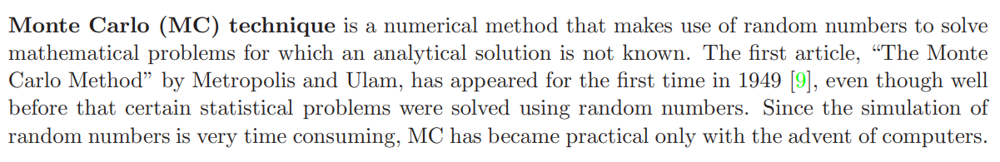 Monte Carlo (MC) technique is a numerical method that makes use of random numbers to solve
mathematical problems for which an analytical solution is not known. The first article, “The Monte
Carlo Method” by Metropolis and Ulam, has appeared for the first time in 1949 [9], even though well
before that certain statistical problems were solved using random numbers. Since the simulation of
random numbers is very time consuming, MC has became practical only with the advent of computers.